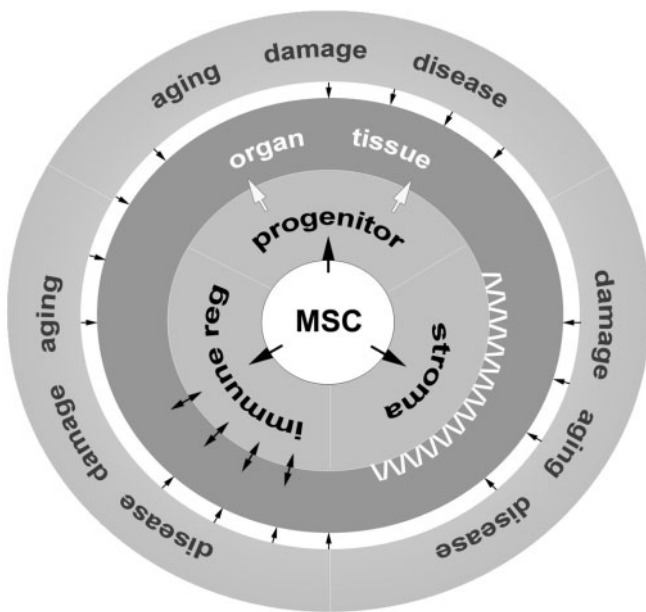 aging damage disease
organ tissue
progenitor
MSC
immune reg
stroma
aging damage disease
damage aging disease